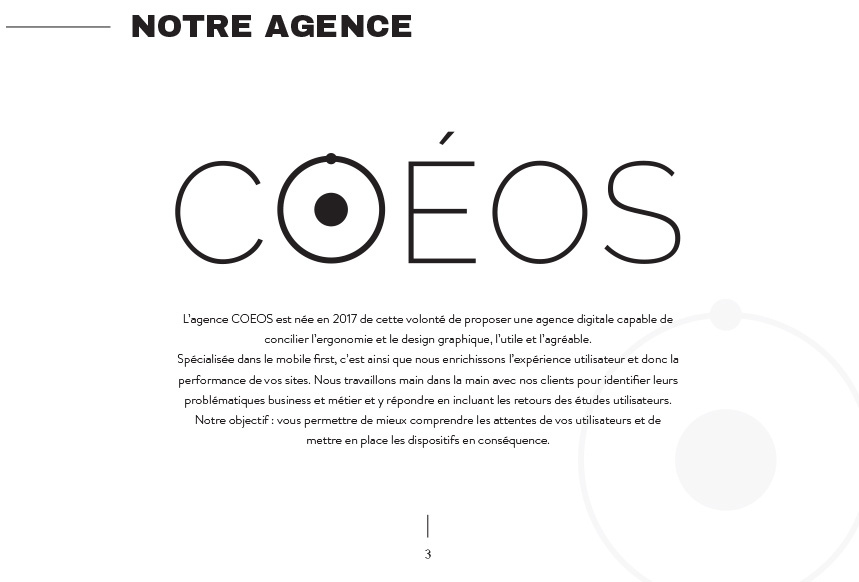 NOTRE AGENCE
COÉOS
L'agence COEOS est née en 2017 de cette volonté de proposer une agence digitale capable de
concilier l'ergonomie et le design graphique, l'utile et l'agréable.
Spécialisée dans le mobile first, c'est ainsi que nous enrichissons l'expérience utilisateur et donc la
performance de vos sites. Nous travaillons main dans la main avec nos clients pour identifier leurs
problématiques business et métier et y répondre en incluant les retours des études utilisateurs.
Notre objectif : vous permettre de mieux comprendre les attentes de vos utilisateurs et de
mettre en place les dispositifs en conséquence.
3